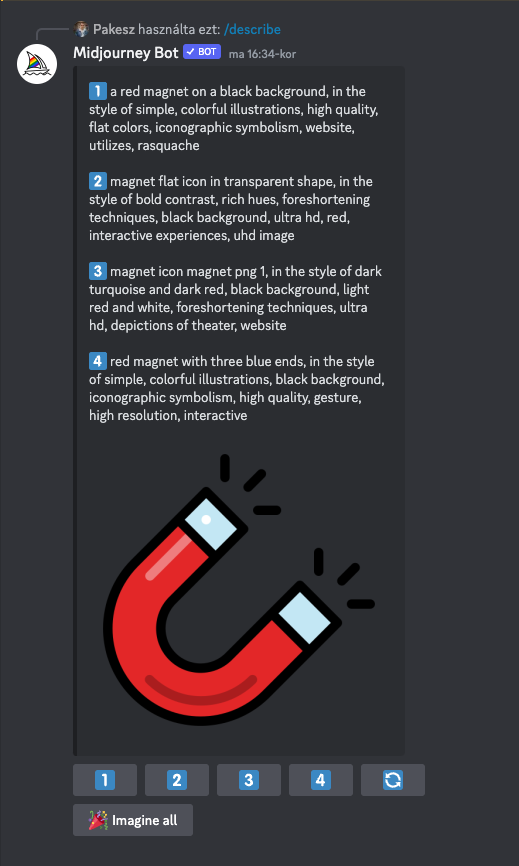 Pakesz használta ezt: /describe
Midjourney Bot ✓ BOT ma 16:34-kor
1 a red magnet on a black background, in the
style of simple, colorful illustrations, high quality,
flat colors, iconographic symbolism, website,
utilizes, rasquache
2 magnet flat icon in transparent shape, in the
style of bold contrast, rich hues, foreshortening
techniques, black background, ultra hd, red,
interactive experiences, uhd image
3 magnet icon magnet png 1, in the style of dark
turquoise and dark red, black background, light
red and white, foreshortening techniques, ultra
hd, depictions of theater, website
4 red magnet with three blue ends, in the style
of simple, colorful illustrations, black background,
iconographic symbolism, high quality, gesture,
high resolution, interactive
1 2 3 4
Imagine all